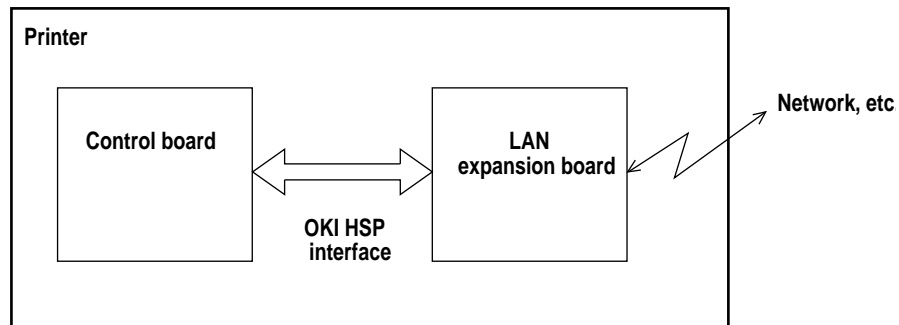 Printer
Control board
LAN
expansion board
Network, etc
OKI HSP
interface